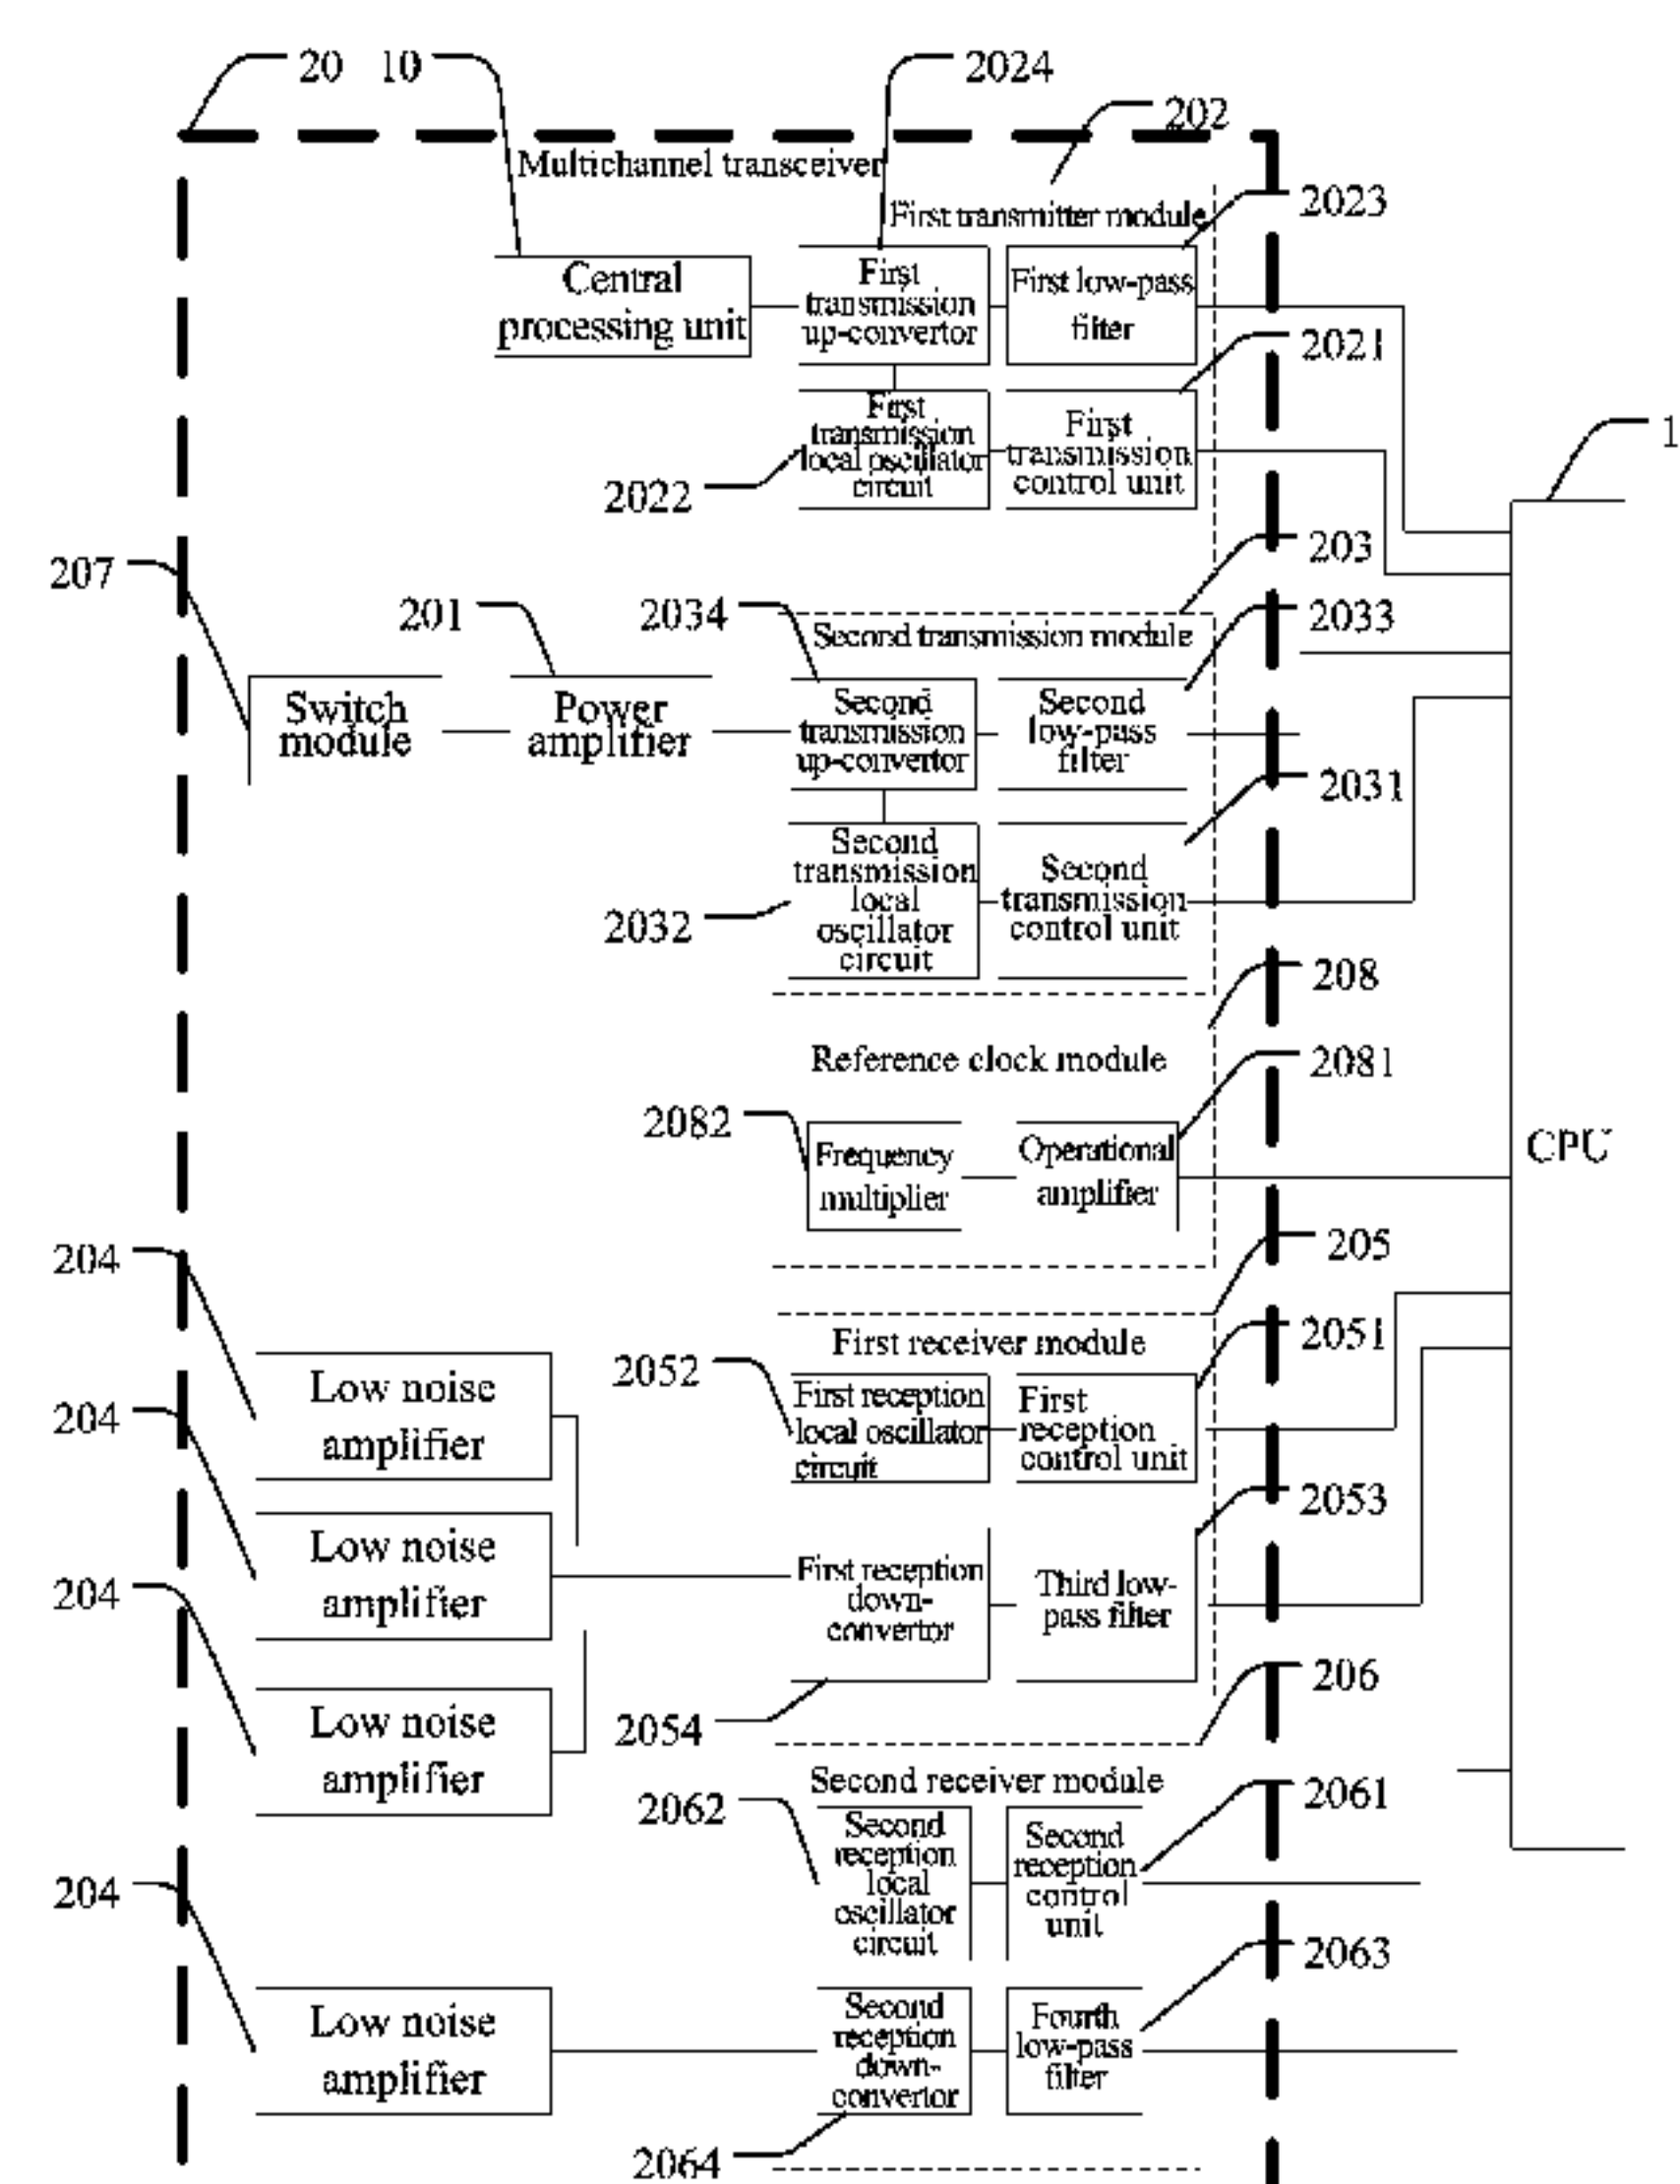 20 10 2024
202
Multichannel transceiver
First transmitter module
2023
Central
processing unit
First
transmission
up-convertor
First low-pass
filter
2021
First
transmission
local oscillator
circuit
First
transmission
control unit
1
2022
203
207
201
2034
2033
Second transmission module
Switch
module
Power
amplifier
Second
transmission
up-convertor
Second
low-pass
filter
2031
Second
transmission
local
oscillator
circuit
Second
transmission
control unit
2032
208
Reference clock module
2081
2082
Frequency
multiplier
Operational
amplifier
CPU
204
205
First receiver module
2051
2052
Low noise
amplifier
First reception
local oscillator
circuit
First
reception
control unit
204
2053
Low noise
amplifier
First reception
down-
convertor
Third low-
pass filter
204
206
Low noise
amplifier
2054
Second receiver module
2061
2062
Second
reception
local
oscillator
circuit
Second
reception
control
unit
204
2063
Low noise
amplifier
Second
reception
down-
convertor
Fourth
low-pass
filter
2064